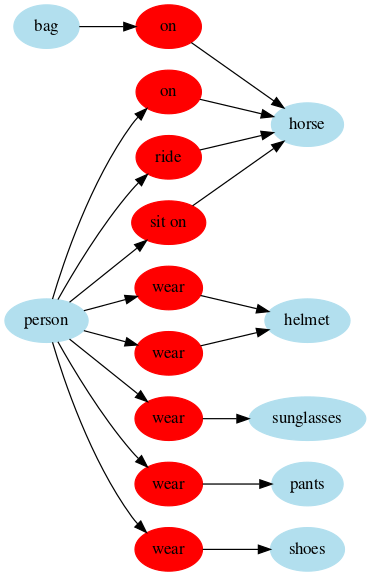 bag
on
on
horse
ride
sit on
wear
person
helmet
wear
wear
sunglasses
wear
pants
wear
shoes